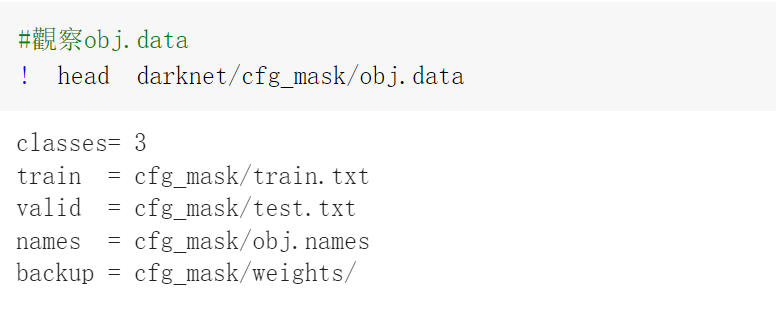 #觀察obj.data
! head darknet/cfg_mask/obj.data
classes= 3
train  = cfg_mask/train.txt
valid  = cfg_mask/test.txt
names  = cfg_mask/obj.names
backup = cfg_mask/weights/